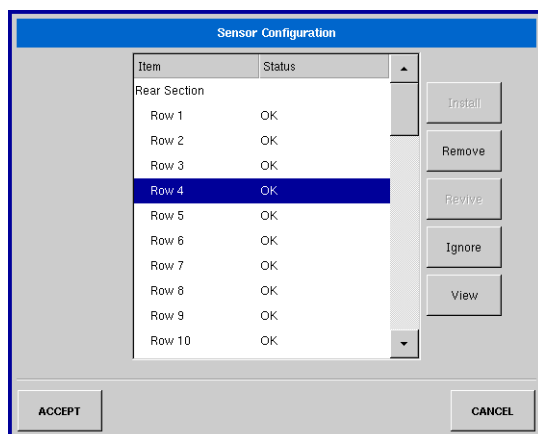 Sensor Configuration
Item Status
Rear Section
Row 1 OK
Row 2 OK
Row 3 OK
Row 4 OK
Row 5 OK
Row 6 OK
Row 7 OK
Row 8 OK
Row 9 OK
Row 10 OK
Install
Remove
Revive
Ignore
View
ACCEPT
CANCEL